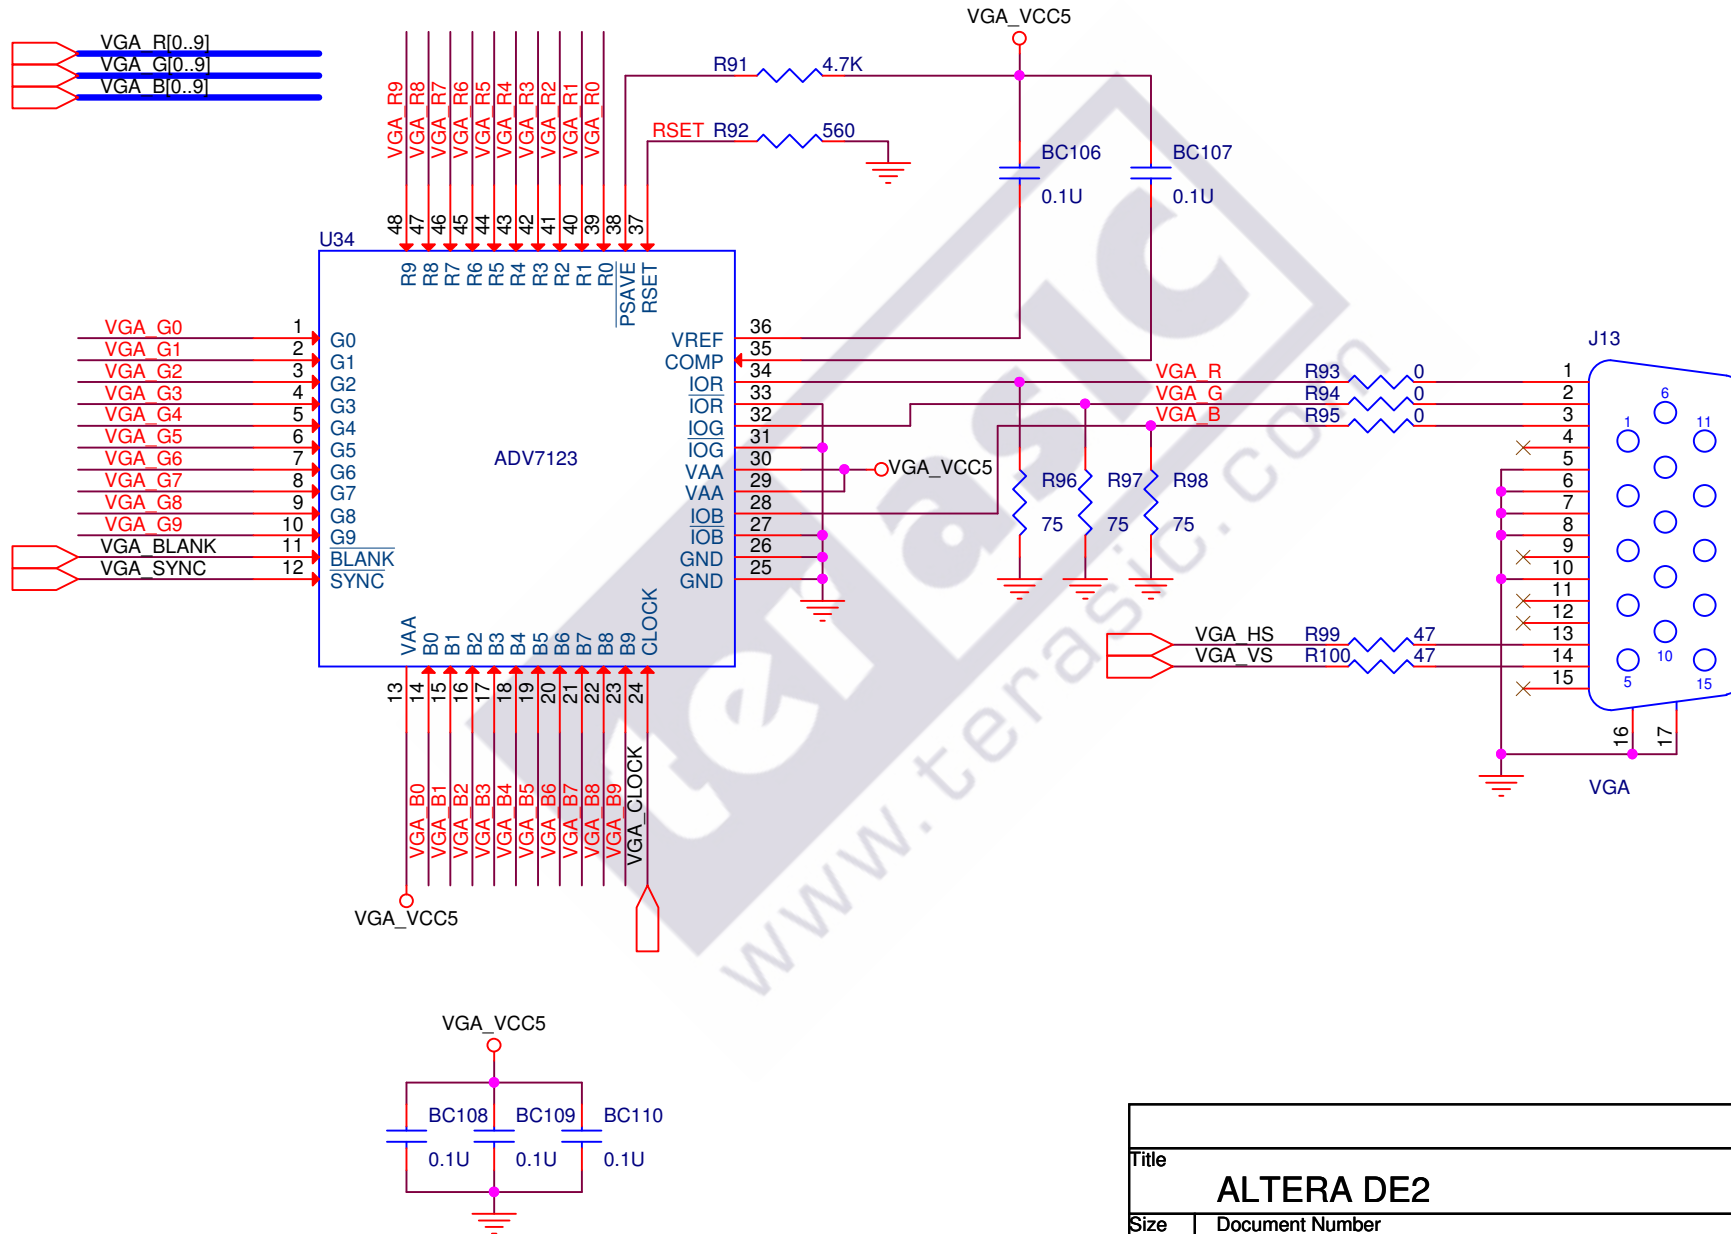 VGA_VCC5
VGA_R[0..9]
VGA_G[0..9]
VGA_B[0..9]
R91 4.7K
RSET R92 560
VGA_R9
VGA_R8
VGA_R7
VGA_R6
VGA_R5
VGA_R4
VGA_R3
VGA_R2
VGA_R1
VGA_R0
BC106
0.1U
BC107
0.1U
48
47
46
45
44
43
42
41
40
39
38
37
U34
R9
R8
R7
R6
R5
R4
R3
R2
R1
R0
PSAVE
RSET
VGA_G0 1 G0
VGA_G1 2 G1
VGA_G2 3 G2
VGA_G3 4 G3
VGA_G4 5 G4
VGA_G5 6 G5
VGA_G6 7 G6
VGA_G7 8 G7
VGA_G8 9 G8
VGA_G9 10 G9
VGA_BLANK 11 BLANK
VGA_SYNC 12 SYNC
ADV7123
VREF 36
COMP 35
IOR 34
IOR 33
IOG 32
IOG 31
VAA 30
VAA 29
IOB 28
IOB 27
GND 26
GND 25
VGA_VCC5
VGA_R R93 0
VGA_G R94 0
VGA_B R95 0
R96
75
R97
75
R98
75
VGA_HS R99 47
VGA_VS R100 47
J13
1
2
3
4
5
6
7
8
9
10
11
12
13
14
15
6
1
11
5
10
15
16
17
VGA
VAA
B0
B1
B2
B3
B4
B5
B6
B7
B8
B9
CLOCK
13
14
15
16
17
18
19
20
21
22
23
24
VGA_B0
VGA_B1
VGA_B2
VGA_B3
VGA_B4
VGA_B5
VGA_B6
VGA_B7
VGA_B8
VGA_B9
VGA_CLOCK
VGA_VCC5
terasic
www.terasic.com
VGA_VCC5
BC108
0.1U
BC109
0.1U
BC110
0.1U
Title
ALTERA DE2
Size Document Number